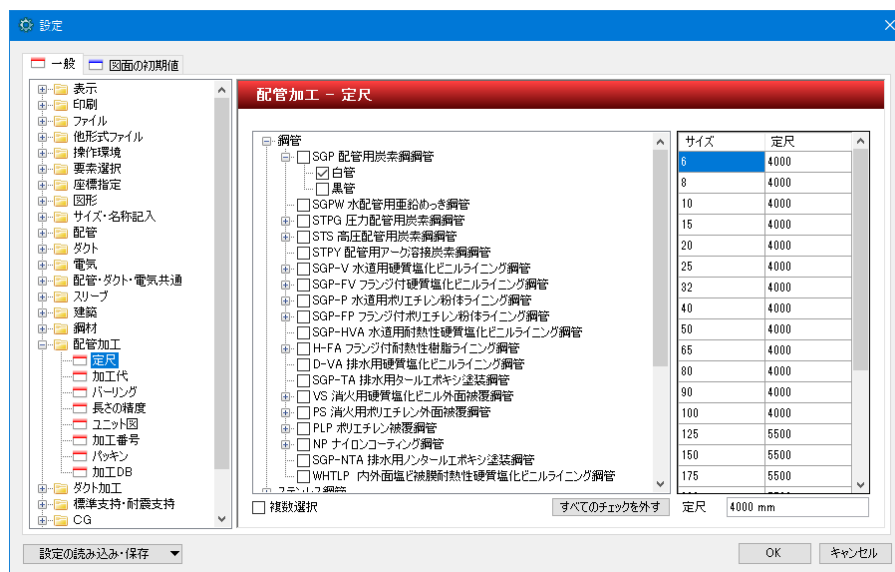 設定
一般
図面の初期値
表示
印刷
ファイル
他形式ファイル
操作環境
要素選択
座標指定
図形
サイズ・名称記入
配管
ダクト
電気
配管・ダクト・電気共通
スリーブ
建築
鋼材
配管加工
定尺
加工代
バーリング
長さの精度
ユニット図
加工番号
パッキン
加工DB
ダクト加工
標準支持・耐震支持
CG
配管加工 - 定尺
鋼管
SGP 配管用炭素鋼鋼管
白管
黒管
SGPW 水配管用亜鉛めっき鋼管
STPG 圧力配管用炭素鋼鋼管
STS 高圧配管用炭素鋼鋼管
STPY 配管用アーク溶接炭素鋼鋼管
SGP-V 水道用硬質塩化ビニルライニング鋼管
SGP-FV フランジ付硬質塩化ビニルライニング鋼管
SGP-P 水道用ポリエチレン粉体ライニング鋼管
SGP-FP フランジ付ポリエチレン粉体ライニング鋼管
SGP-HVA 水道用耐熱性硬質塩化ビニルライニング鋼管
H-FA フランジ付耐熱性樹脂ライニング鋼管
D-VA 排水用硬質塩化ビニルライニング鋼管
SGP-TA 排水用タールエポキシ塗装鋼管
VS 消火用硬質塩化ビニル外面被覆鋼管
PS 消火用ポリエチレン外面被覆鋼管
PLP ポリエチレン被覆鋼管
NP ナイロンコーティング鋼管
SGP-NTA 排水用ノンタールエポキシ塗装鋼管
WHTLP 内外面塩ビ被膜耐熱性硬質塩化ビニルライニング鋼管
ステンレス鋼管
複数選択
すべてのチェックを外す
サイズ 定尺
6 4000
8 4000
10 4000
15 4000
20 4000
25 4000
32 4000
40 4000
50 4000
65 4000
80 4000
90 4000
100 4000
125 5500
150 5500
175 5500
定尺 4000 mm
設定の読み込み・保存
OK
キャンセル